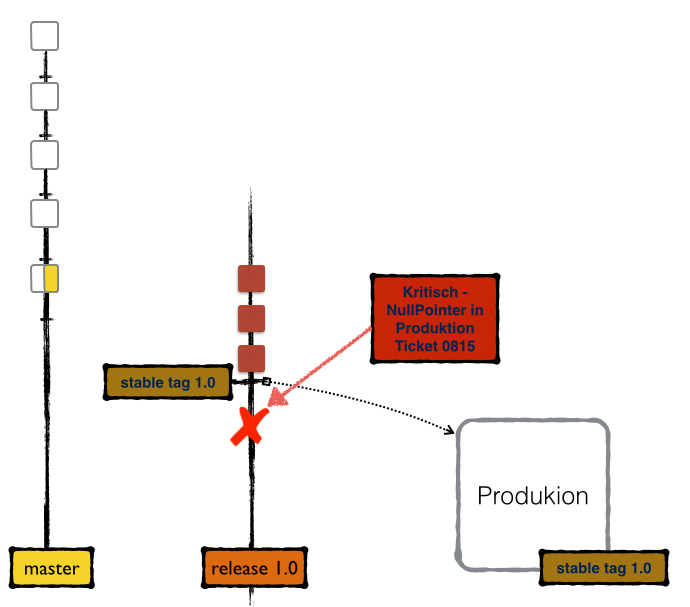 Kritisch -
NullPointer in
Produktion
Ticket 0815
stable tag 1.0
Produkion
master
release 1.0
stable tag 1.0